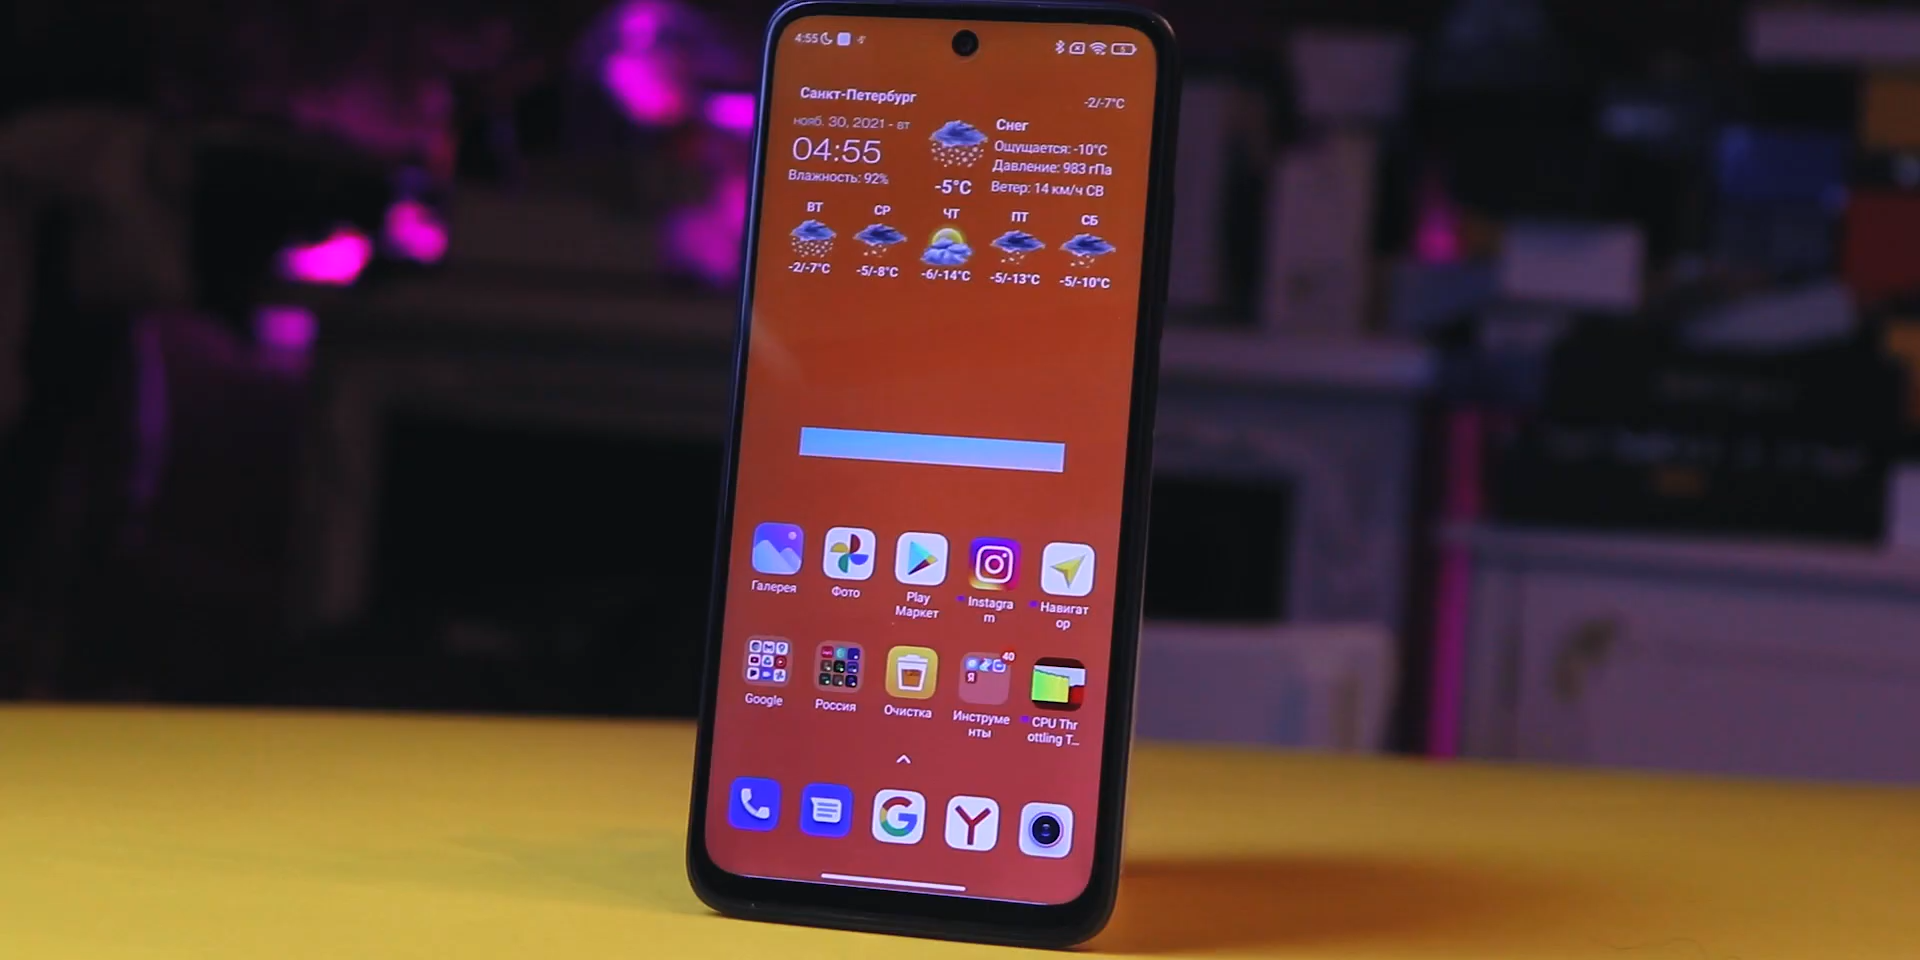 4:55
Санкт-Петербург
-2/-7°C
нояб. 30, 2021 - вт
04:55
Влажность: 92%
-5°C
Снег
Ощущается: -10°C
Давление: 983 гПа
Ветер: 14 км/ч СВ
ВТ СР ЧТ ПТ СБ
-2/-7°C -5/-8°C -6/-14°C -5/-13°C -5/-10°C
Галерея Фото Play Instagra Навигат
Маркет m ор
40
Я
Google Россия Очистка Инструме CPU Thr
нты ottling T...